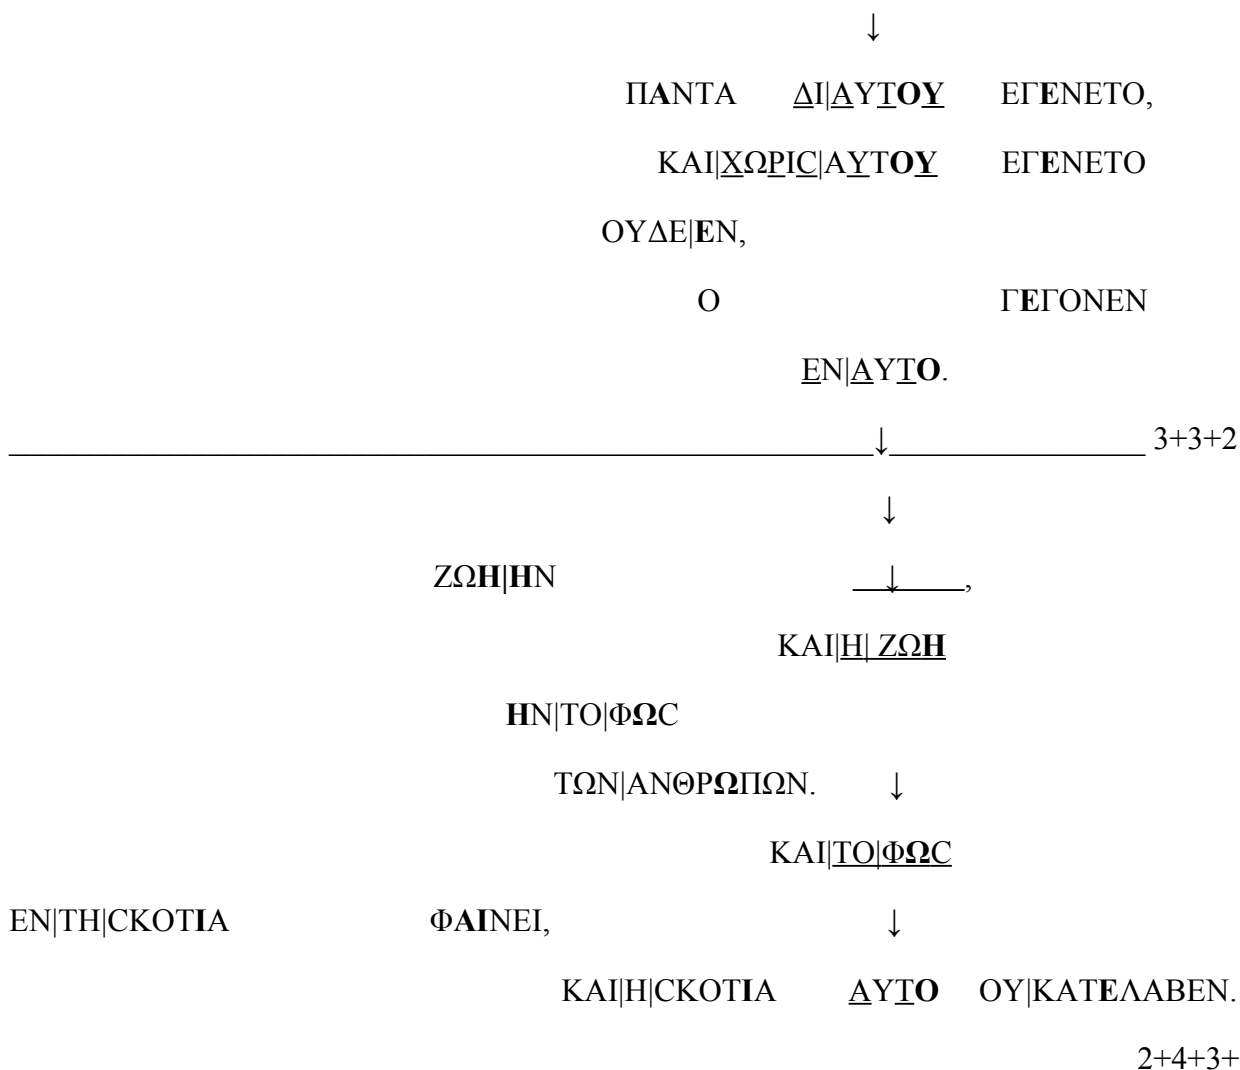 ↓
ΠΑΝΤΑ ΔΙ|ΑΥΤΟΥ ΕΓΕΝΕΤΟ,
ΚΑΙ|ΧΩΡΙϹ|ΑΥΤΟΥ ΕΓΕΝΕΤΟ
ΟΥΔΕ|ΕΝ,
Ο ΓΕΓΟΝΕΝ
ΕΝ|ΑΥΤΟ.
↓ 3+3+2
↓
ΖΩΗ|ΗΝ ↓,
ΚΑΙ|Η| ΖΩΗ
ΗΝ|ΤΟ|ΦΩϹ
ΤΩΝ|ΑΝΘΡΩΠΩΝ. ↓
ΚΑΙ|ΤΟ|ΦΩϹ
ΕΝ|ΤΗ|ϹΚΟΤΙΑ ΦΑΙΝΕΙ, ↓
ΚΑΙ|Η|ϹΚΟΤΙΑ ΑΥΤΟ ΟΥ|ΚΑΤΕΛΑΒΕΝ.
2+4+3+